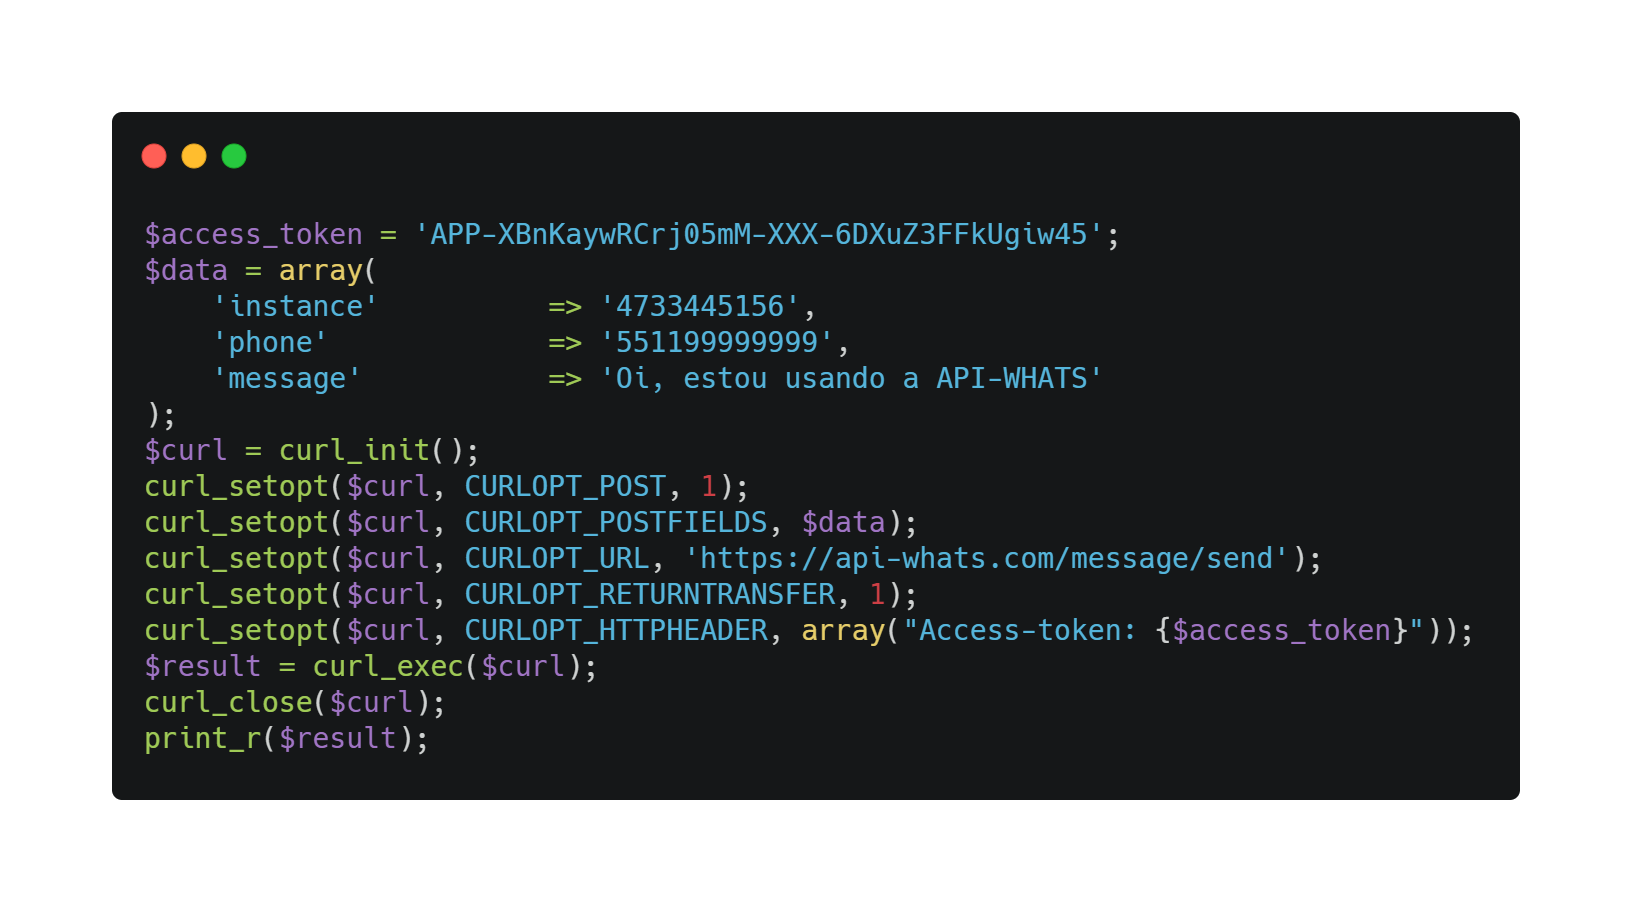 $access_token = 'APP-XBnKaywRCrj05mM-XXX-6DXuZ3FFkUgiw45';
$data = array(
    'instance'          => '4733445156',
    'phone'             => '551199999999',
    'message'           => 'Oi, estou usando a API-WHATS'
);
$curl = curl_init();
curl_setopt($curl, CURLOPT_POST, 1);
curl_setopt($curl, CURLOPT_POSTFIELDS, $data);
curl_setopt($curl, CURLOPT_URL, 'https://api-whats.com/message/send');
curl_setopt($curl, CURLOPT_RETURNTRANSFER, 1);
curl_setopt($curl, CURLOPT_HTTPHEADER, array("Access-token: {$access_token}"));
$result = curl_exec($curl);
curl_close($curl);
print_r($result);